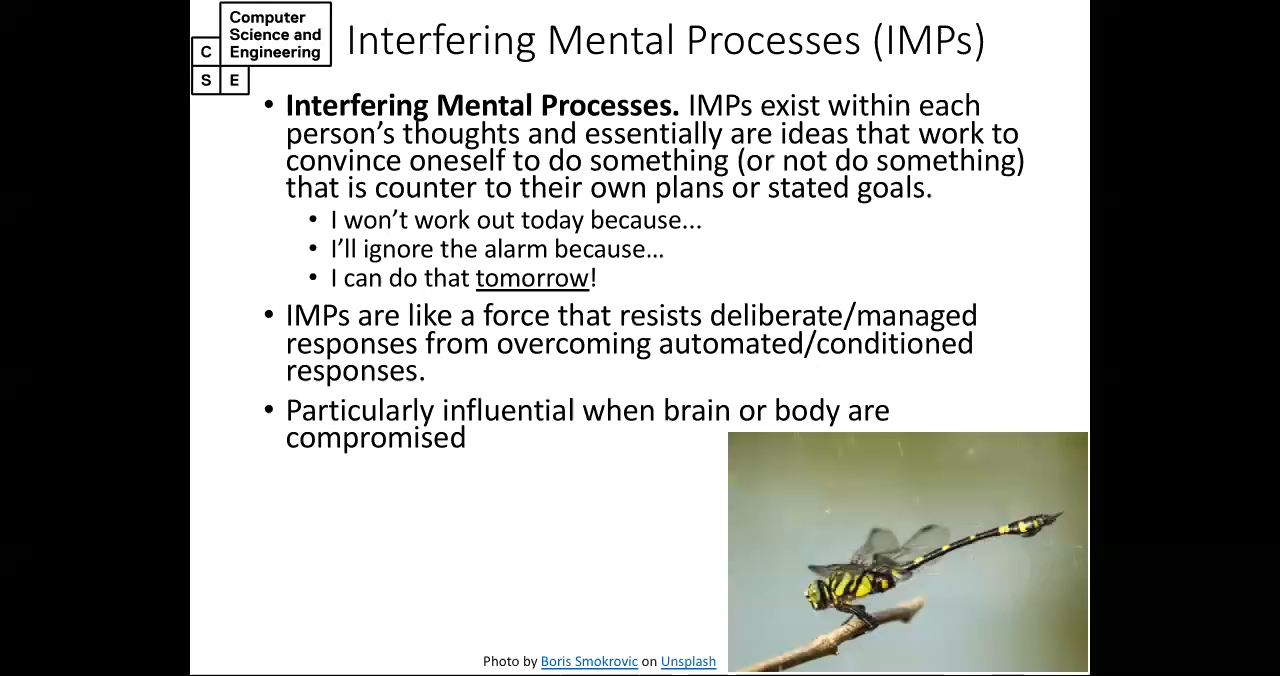 Computer
Science and
Engineering
C
S E
Interfering Mental Processes (IMPs)
• Interfering Mental Processes. IMPs exist within each
person’s thoughts and essentially are ideas that work to
convince oneself to do something (or not do something)
that is counter to their own plans or stated goals.
• I won’t work out today because...
• I’ll ignore the alarm because…
• I can do that tomorrow!
• IMPs are like a force that resists deliberate/managed
responses from overcoming automated/conditioned
responses.
• Particularly influential when brain or body are
compromised
Photo by Boris Smokrovic on Unsplash